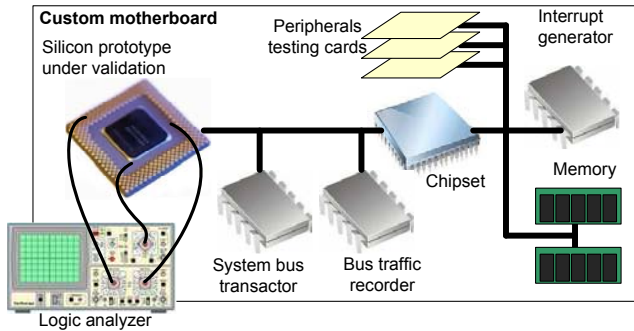 Custom motherboard
Silicon prototype
under validation
Peripherals
testing cards
Interrupt
generator
Chipset
Memory
System bus
transactor
Bus traffic
recorder
Logic analyzer